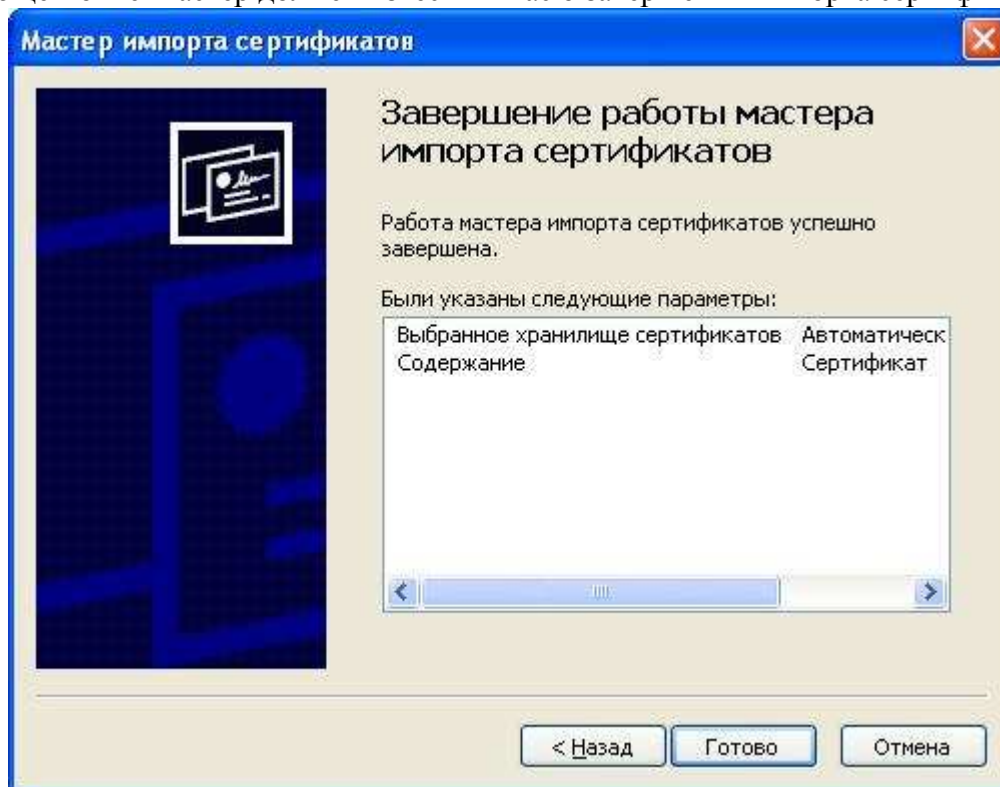 Мастер импорта сертификатов
Завершение работы мастера
импорта сертификатов
Работа мастера импорта сертификатов успешно
завершена.
Были указаны следующие параметры:
Выбранное хранилище сертификатов Автоматическ
Содержание Сертификат
< Назад Готово Отмена